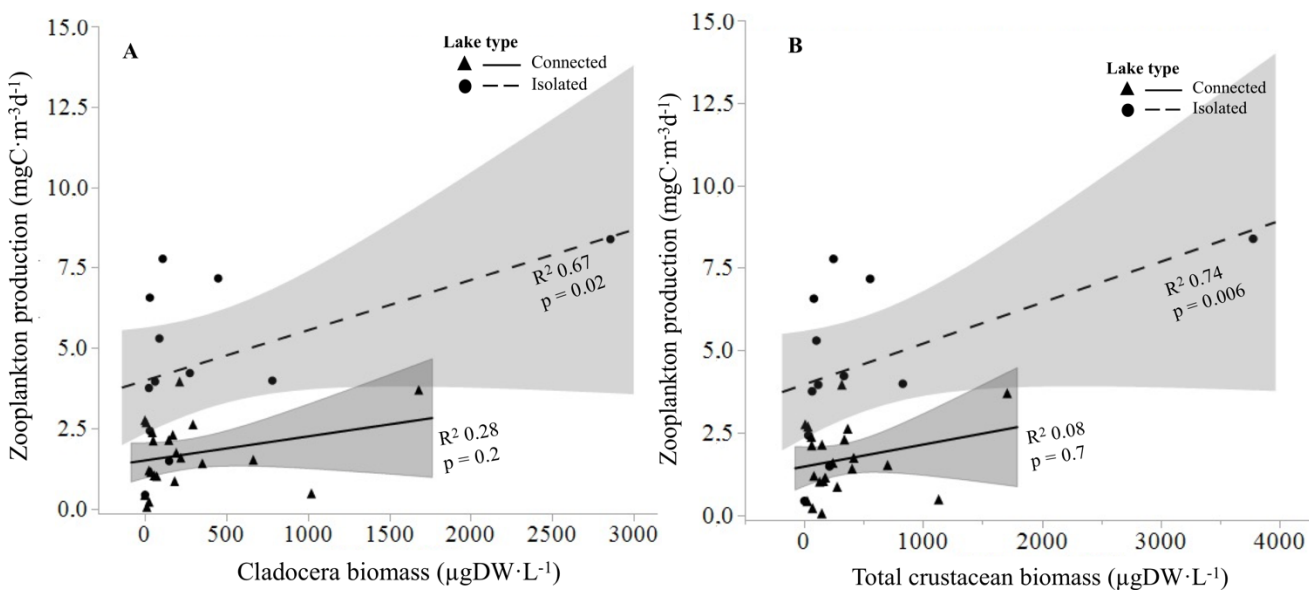 A
Lake type
Connected
Isolated
15.0
12.5
10.0
7.5
5.0
2.5
0.0
Zooplankton production (mgC·m⁻³d⁻¹)
R² 0.67
p = 0.02
R² 0.28
p = 0.2
0 500 1000 1500 2000 2500 3000
Cladocera biomass (µgDW·L⁻¹)
B
Lake type
Connected
Isolated
15.0
12.5
10.0
7.5
5.0
2.5
0.0
Zooplankton production (mgC·m⁻³d⁻¹)
R² 0.74
p = 0.006
R² 0.08
p = 0.7
0 1000 2000 3000 4000
Total crustacean biomass (µgDW·L⁻¹)